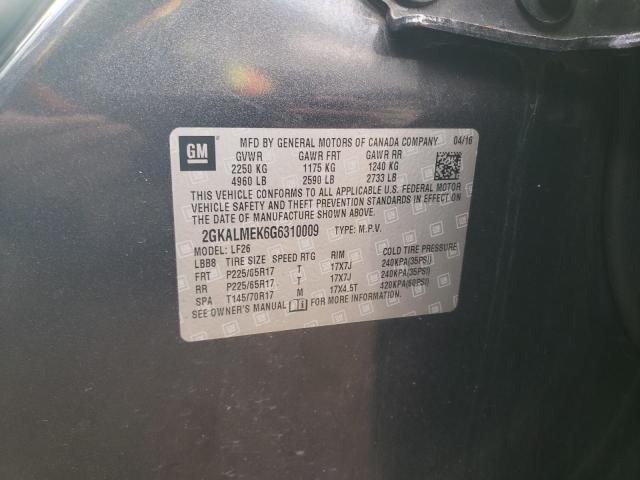 GM
MFD BY GENERAL MOTORS OF CANADA COMPANY 04/16
GVWR GAWR FRT GAWR RR
2250 KG 1175 KG 1240 KG
4960 LB 2590 LB 2733 LB
THIS VEHICLE CONFORMS TO ALL APPLICABLE U.S. FEDERAL MOTOR
VEHICLE SAFETY AND THEFT PREVENTION STANDARDS IN EFFECT
ON THE DATE OF MANUFACTURE SHOWN ABOVE.
2GKALMEK6G6310009 TYPE: M.P.V.
MODEL: LF26
LBB8 TIRE SIZE SPEED RTG RIM COLD TIRE PRESSURE
FRT P225/65R17 T 17X7J 240KPA(35PSI)
RR P225/65R17 T 17X7J 240KPA(35PSI)
SPA T145/70R17 M 17X4.5T 420KPA(60PSI)
SEE OWNER'S MANUAL FOR MORE INFORMATION.